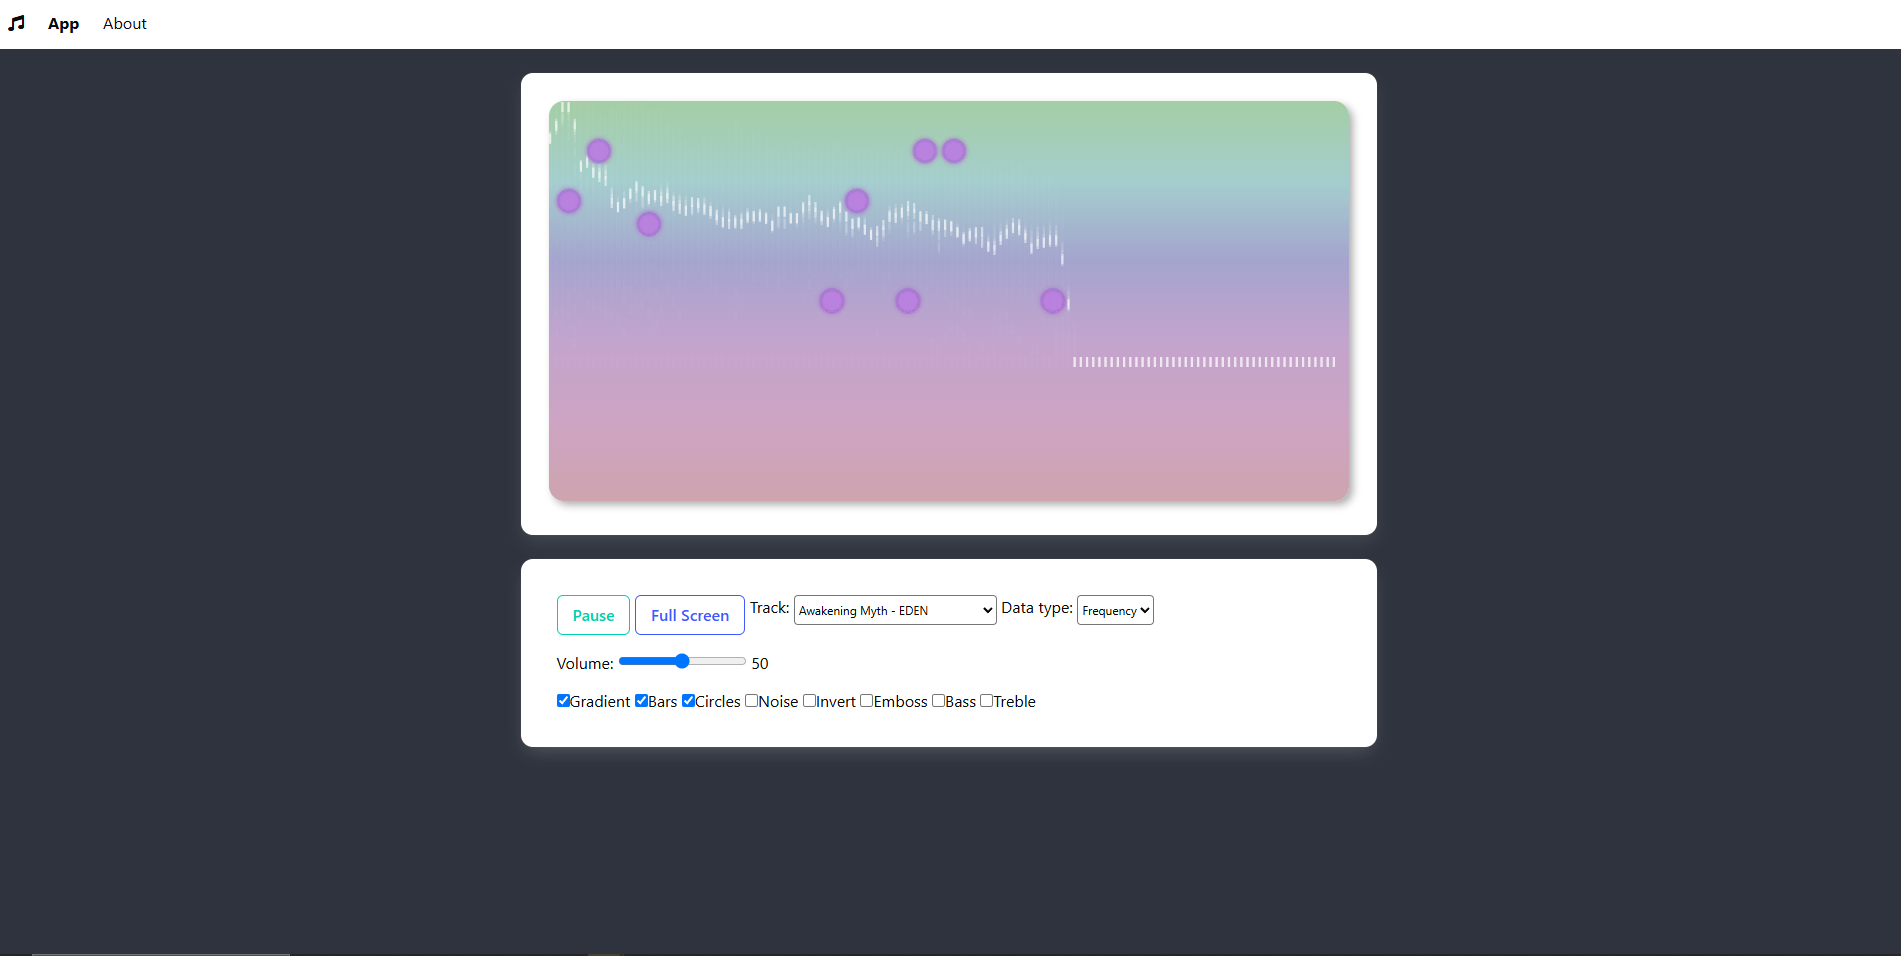 App About
Pause Full Screen Track: Awakening Myth - EDEN Data type: Frequency
Volume: 50
Gradient Bars Circles Noise Invert Emboss Bass Treble